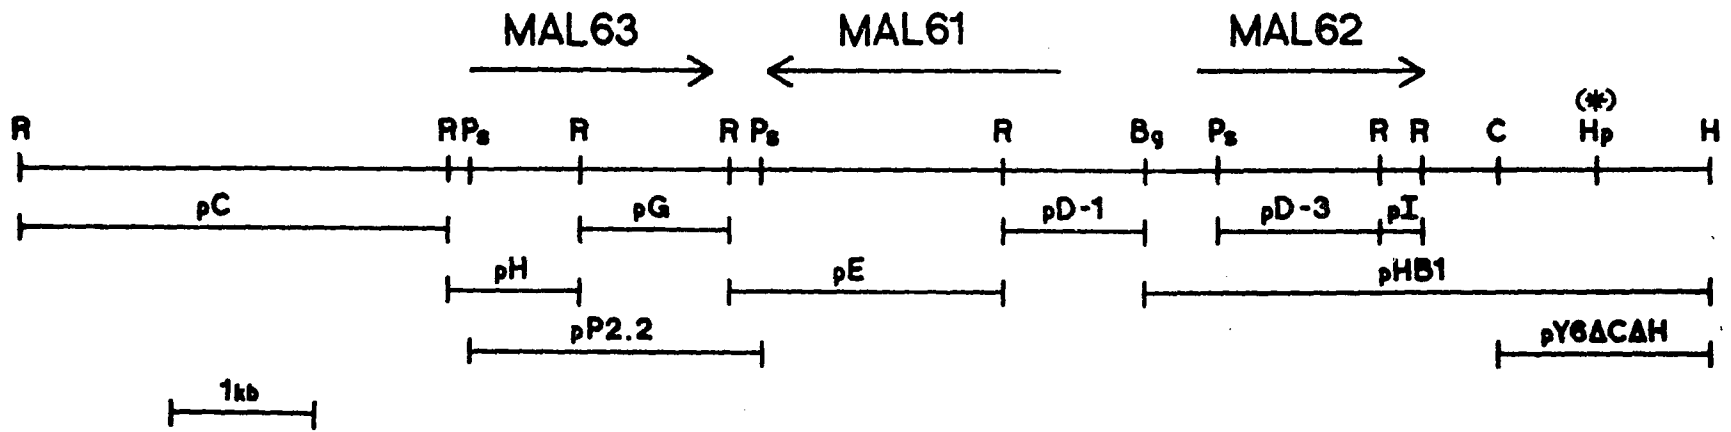 MAL63 MAL61 MAL62
(*)
R R Ps R R Ps R Bg Ps R R C Hp H
pC pG pD-1 pD-3 pI
pH pE pHB1
pP2.2 pY6ΔCΔH
1kb